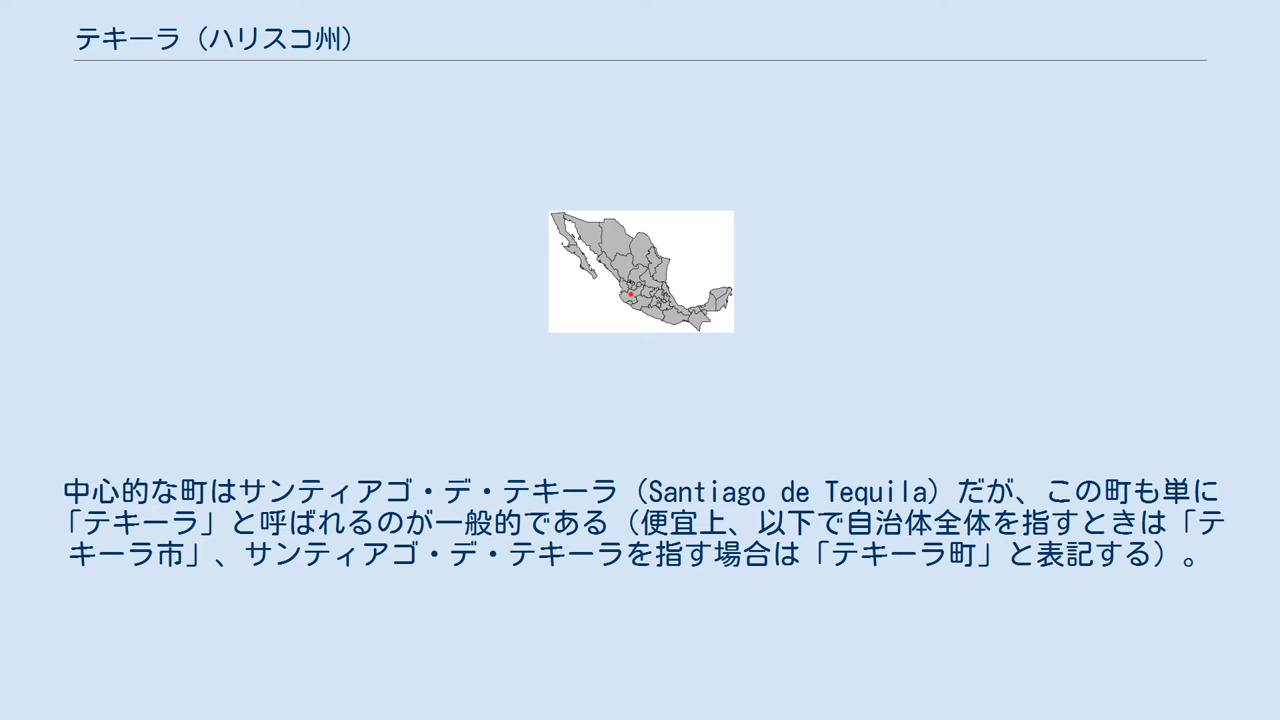 テキーラ（ハリスコ州）
中心的な町はサンティアゴ・デ・テキーラ（Santiago de Tequila）だが、この町も単に
「テキーラ」と呼ばれるのが一般的である（便宜上、以下で自治体全体を指すときは「テ
キーラ市」、サンティアゴ・デ・テキーラを指す場合は「テキーラ町」と表記する）。